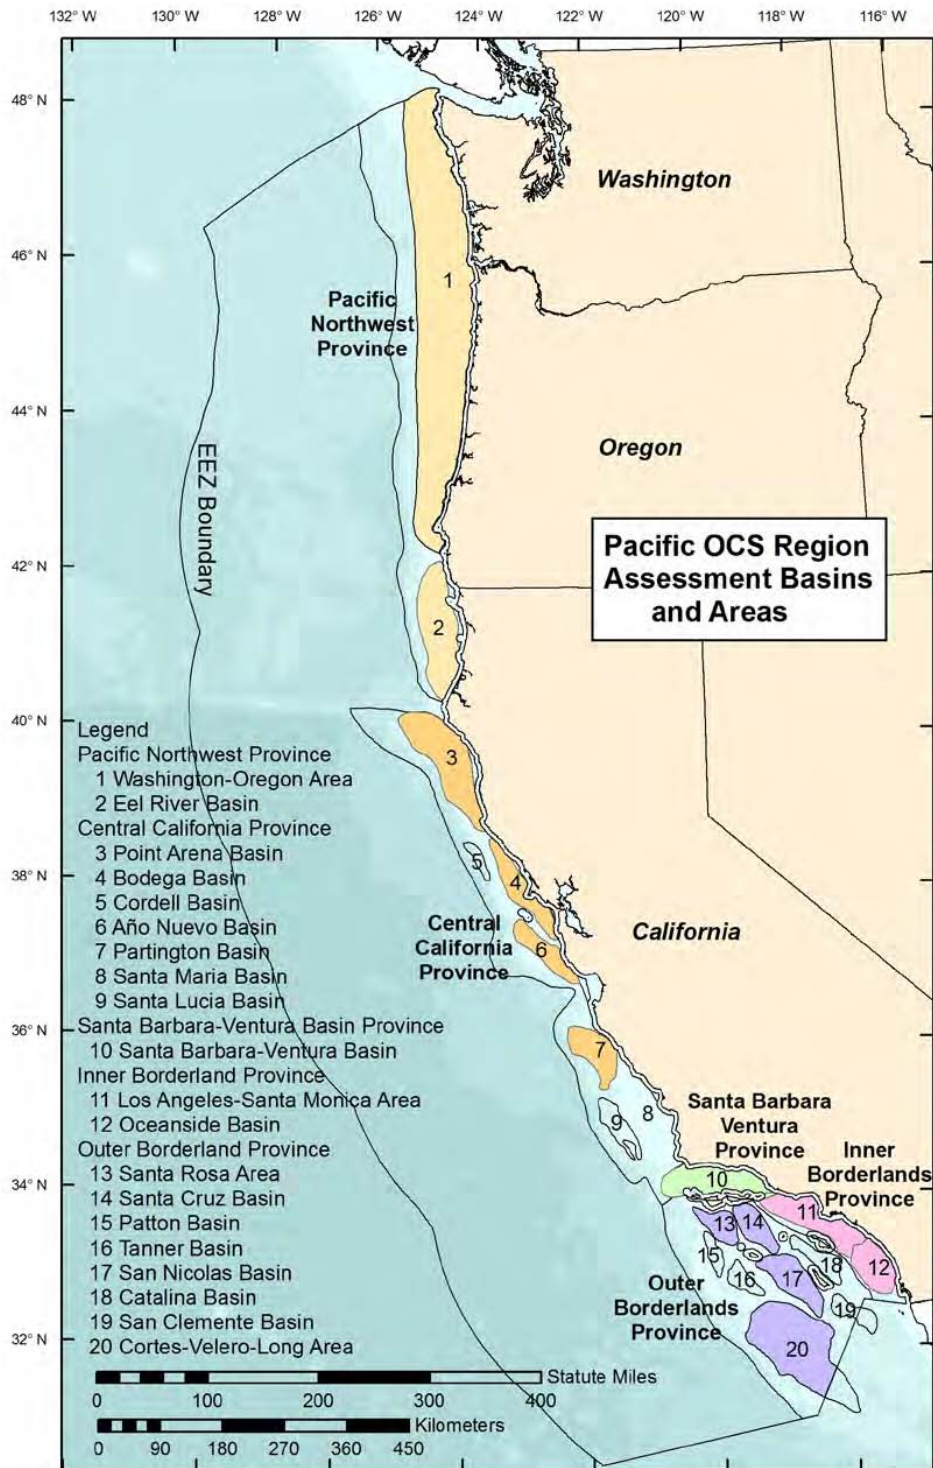 132° W 130° W 128° W 126° W 124° W 122° W 120° W 118° W 116° W
48° N
Washington
46° N
1
Pacific
Northwest
Province
44° N
EEZ Boundary
Oregon
Pacific OCS Region
Assessment Basins
and Areas
42° N
2
40° N
3
Legend
Pacific Northwest Province
1 Washington-Oregon Area
2 Eel River Basin
Central California Province
3 Point Arena Basin
4 Bodega Basin
5 Cordell Basin
6 Año Nuevo Basin
7 Partington Basin
8 Santa Maria Basin
9 Santa Lucia Basin
Santa Barbara-Ventura Basin Province
10 Santa Barbara-Ventura Basin
Inner Borderland Province
11 Los Angeles-Santa Monica Area
12 Oceanside Basin
Outer Borderland Province
13 Santa Rosa Area
14 Santa Cruz Basin
15 Patton Basin
16 Tanner Basin
17 San Nicolas Basin
18 Catalina Basin
19 San Clemente Basin
20 Cortes-Velero-Long Area
5
4
Central
California
Province
6
California
36° N
7
9
8
Santa Barbara
Ventura
Province
Inner
Borderlands
Province
34° N
10
11
13
14
15
16
17
18
12
19
Outer
Borderlands
Province
32° N
20
Statute Miles
0 100 200 300 400
Kilometers
0 90 180 270 360 450
132° W 130° W 128° W 126° W 124° W 122° W 120° W 118° W 116° W
38° N